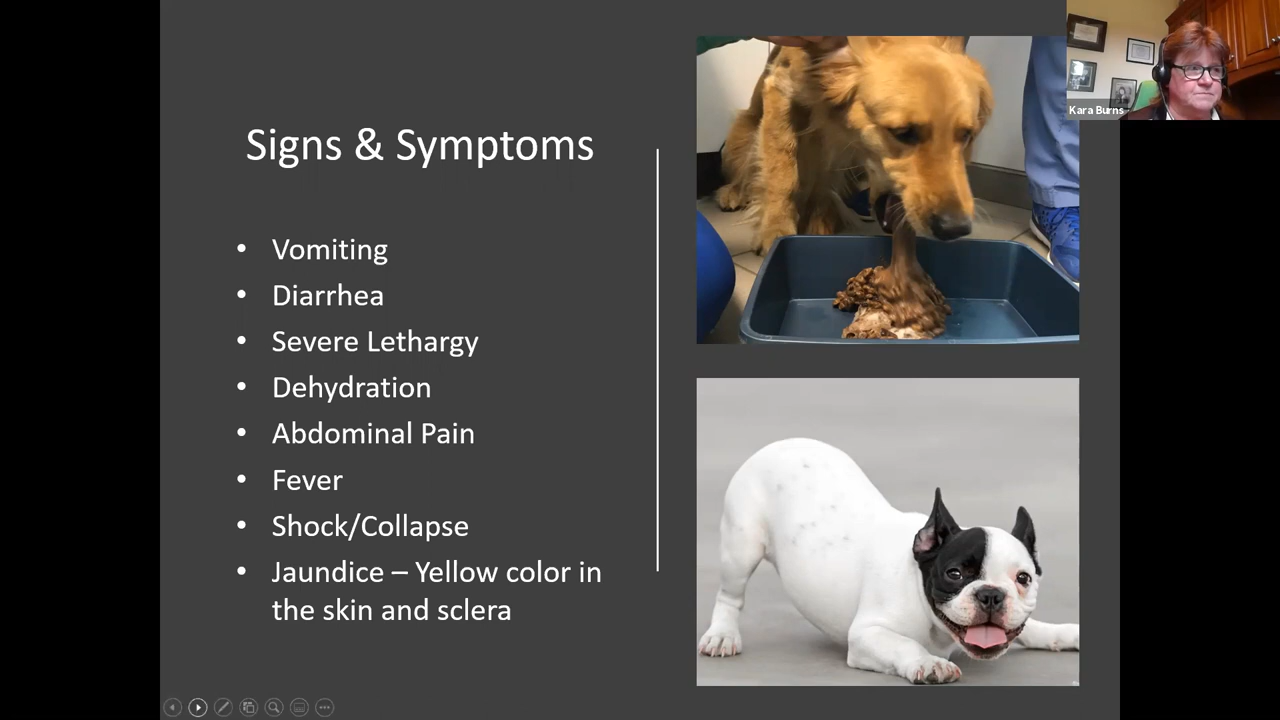 Signs & Symptoms
• Vomiting
• Diarrhea
• Severe Lethargy
• Dehydration
• Abdominal Pain
• Fever
• Shock/Collapse
• Jaundice – Yellow color in
the skin and sclera
Kara Burns